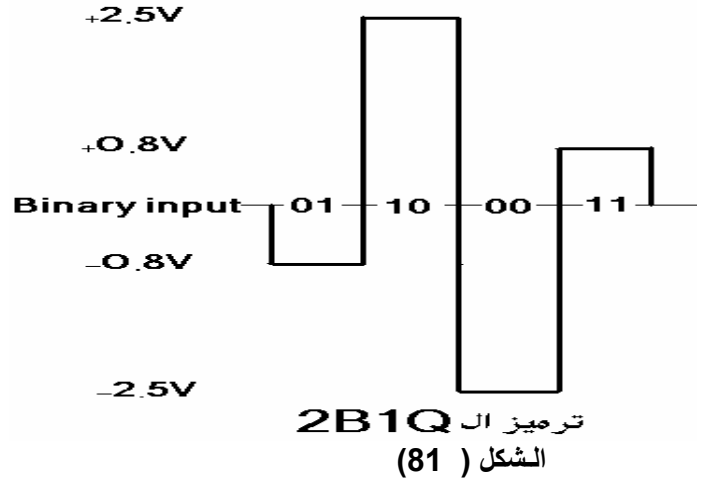 +2.5V
+0.8V
Binary input 01 10 00 11
-0.8V
-2.5V
ترميز ال 2B1Q
الشكل ( 81)